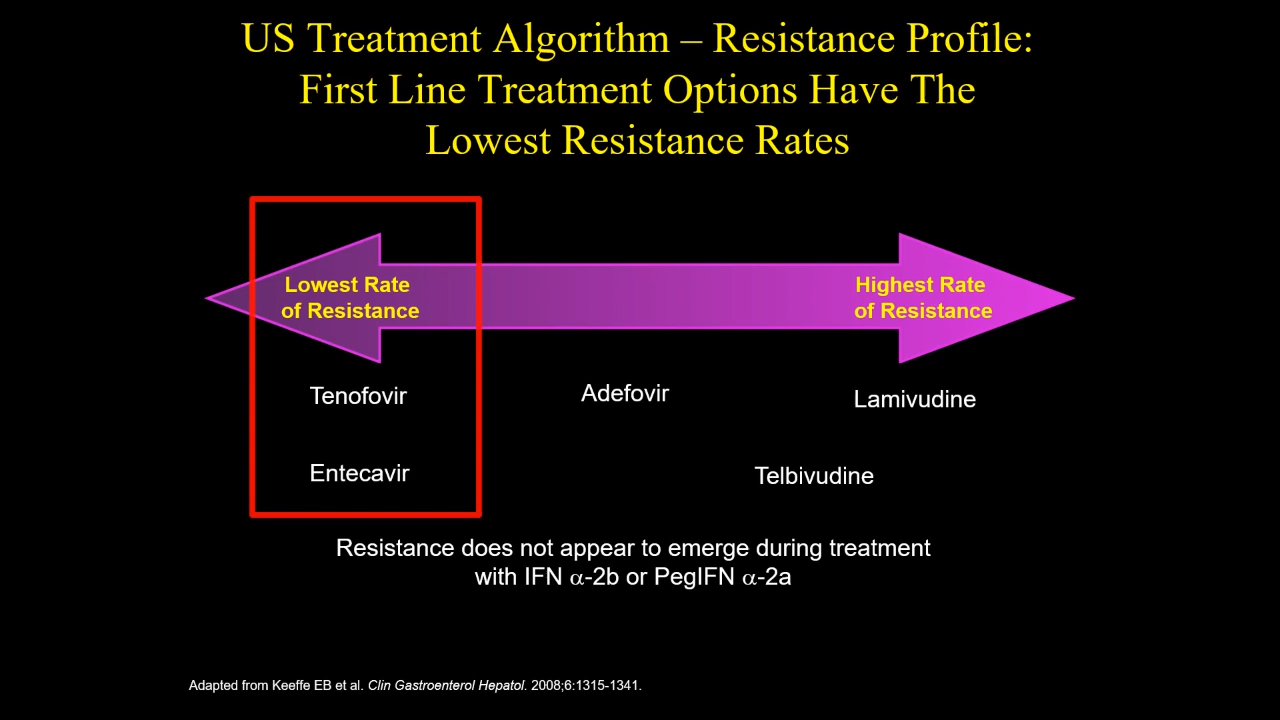 US Treatment Algorithm – Resistance Profile:
First Line Treatment Options Have The
Lowest Resistance Rates
Lowest Rate
of Resistance
Highest Rate
of Resistance
Tenofovir
Adefovir
Lamivudine
Entecavir
Telbivudine
Resistance does not appear to emerge during treatment
with IFN α-2b or PegIFN α-2a
Adapted from Keeffe EB et al. Clin Gastroenterol Hepatol. 2008;6:1315-1341.